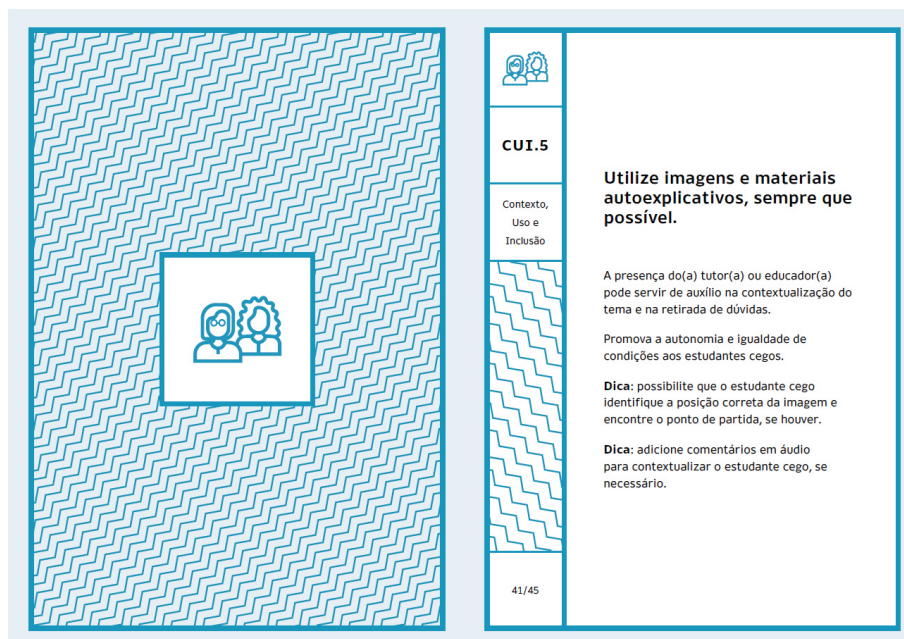 CUI.5
Contexto,
Uso e
Inclusão
41/45
Utilize imagens e materiais
autoexplicativos, sempre que
possível.
A presença do(a) tutor(a) ou educador(a)
pode servir de auxílio na contextualização do
tema e na retirada de dúvidas.
Promova a autonomia e igualdade de
condições aos estudantes cegos.
Dica: possibilite que o estudante cego
identifique a posição correta da imagem e
encontre o ponto de partida, se houver.
Dica: adicione comentários em áudio
para contextualizar o estudante cego, se
necessário.